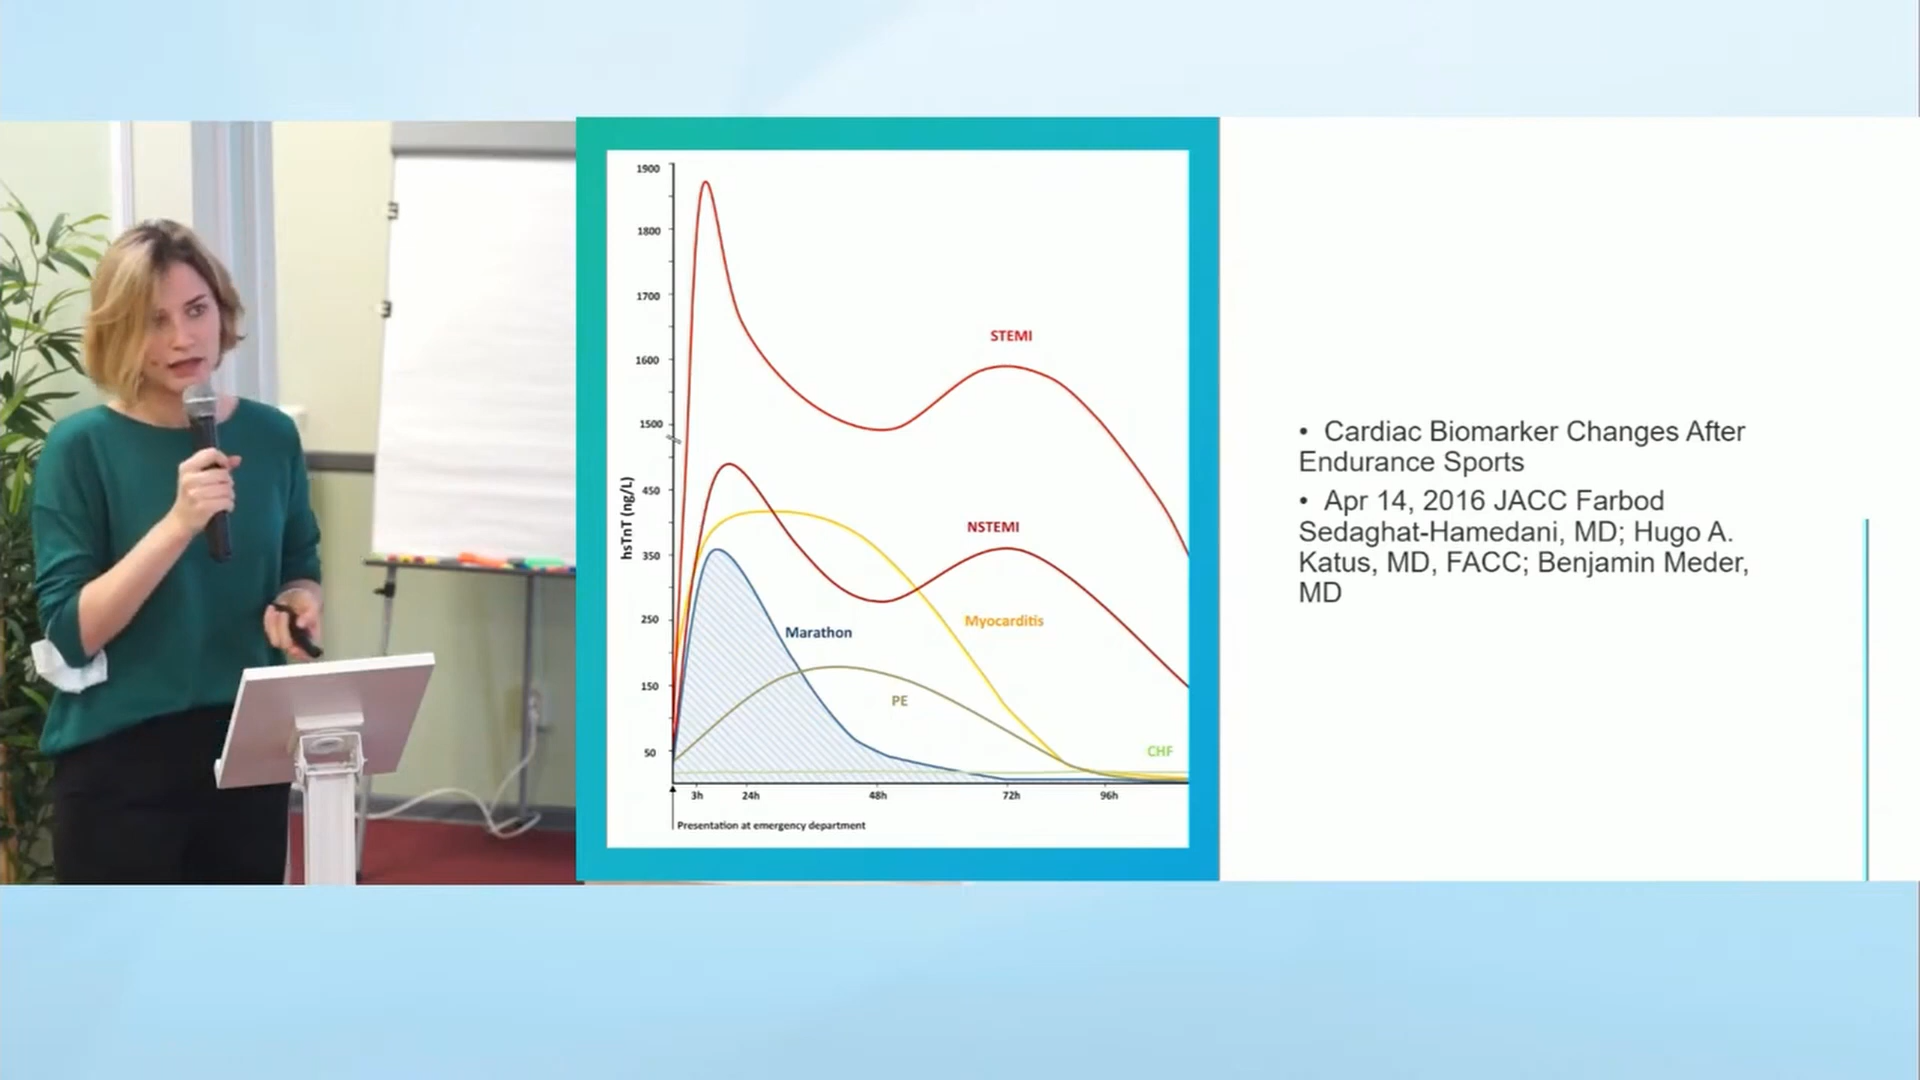 1900
1800
1700
1600
1500
450
350
250
150
50
hsTnT (ng/L)
STEMI
NSTEMI
Myocarditis
Marathon
PE
CHF
3h 24h 48h 72h 96h
Presentation at emergency department
• Cardiac Biomarker Changes After
Endurance Sports
• Apr 14, 2016 JACC Farbod
Sedaghat-Hamedani, MD; Hugo A.
Katus, MD, FACC; Benjamin Meder,
MD